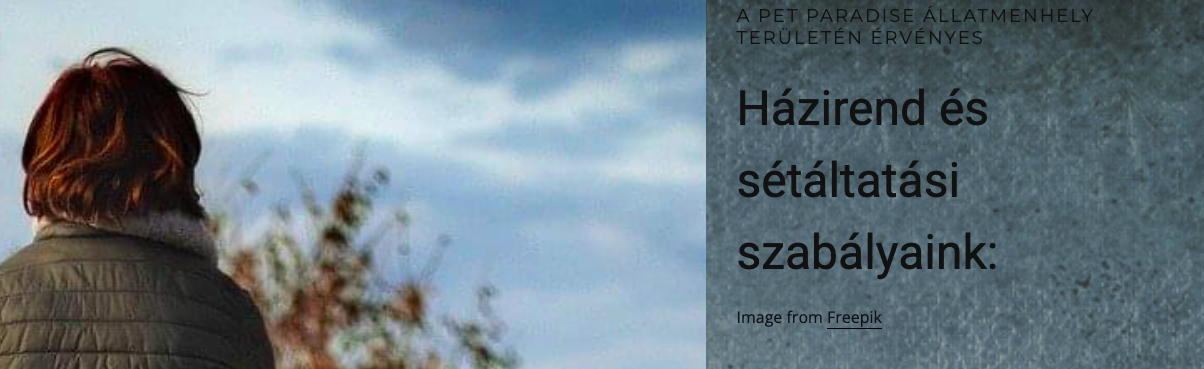 A PET PARADISE ÁLLATMENHELY
TERÜLETÉN ÉRVÉNYES
Házirend és
sétáltatási
szabályaink:
Image from Freepik